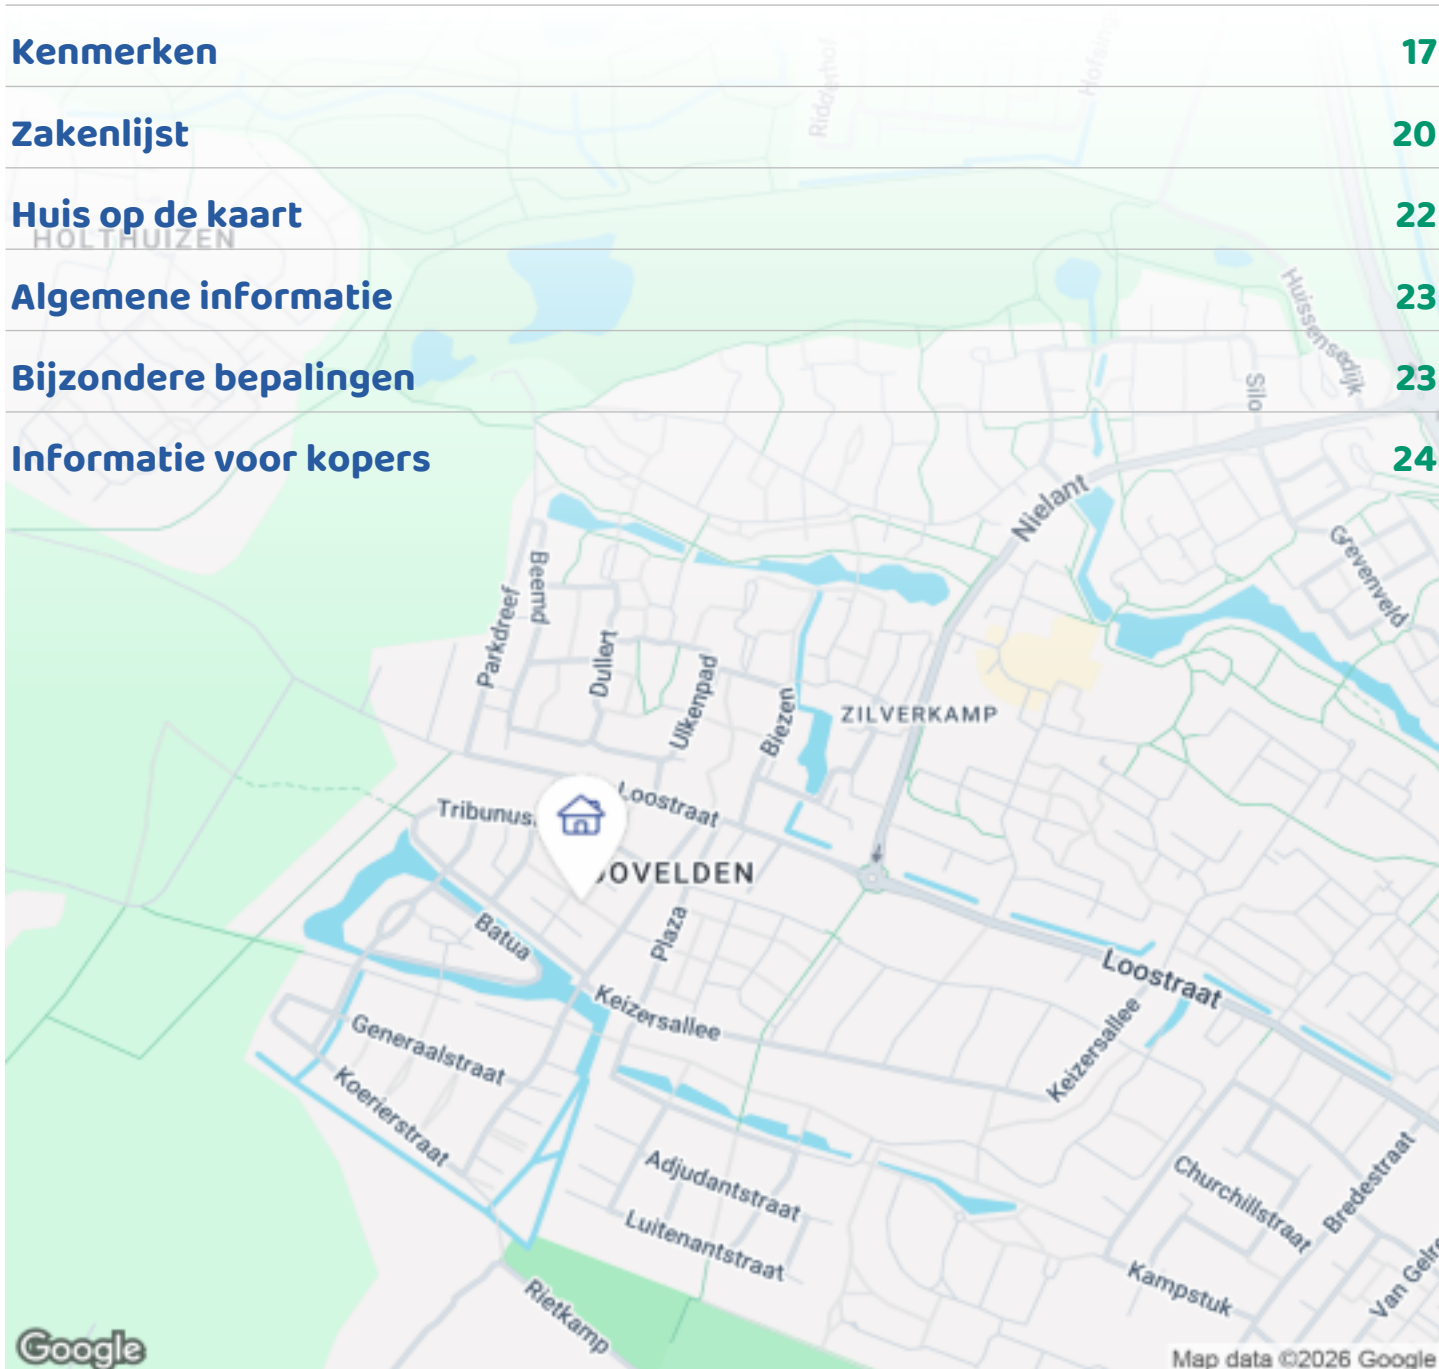 Kenmerken 17
Zakenlijst 20
Huis op de kaart 22
Algemene informatie 23
Bijzondere bepalingen 23
Informatie voor kopers 24
Ridderhof
HOLTHUIZEN
Huissensedijk
Silo
Nielant
Grevenveld
Beemd
Parkdreef
Dullert
Ulkenpad
Biezen
ZILVERKAMP
Loostraat
Plaza
Batua
Keizersallee
Loostraat
Keizersallee
Generaalstraat
Koerierstraat
Adjudantstraat
Luitenantstraat
Churchillstraat
Bredestraat
Kampstuk
Rietkamp
Google
Map data ©2026 Google